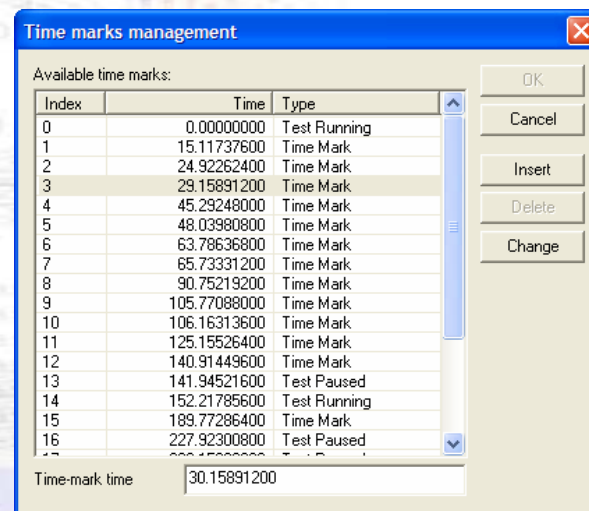 Time marks management
Available time marks:
OK
Cancel
Insert
Delete
Change
Index Time Type
0 0.00000000 Test Running
1 15.11737600 Time Mark
2 24.92262400 Time Mark
3 29.15891200 Time Mark
4 45.29248000 Time Mark
5 48.03980800 Time Mark
6 63.78636800 Time Mark
7 65.73331200 Time Mark
8 90.75219200 Time Mark
9 105.77088000 Time Mark
10 106.16313600 Time Mark
11 125.15526400 Time Mark
12 140.91449600 Time Mark
13 141.94521600 Test Paused
14 152.21785600 Test Running
15 189.77286400 Time Mark
16 227.92300800 Test Paused
Time-mark time 30.15891200